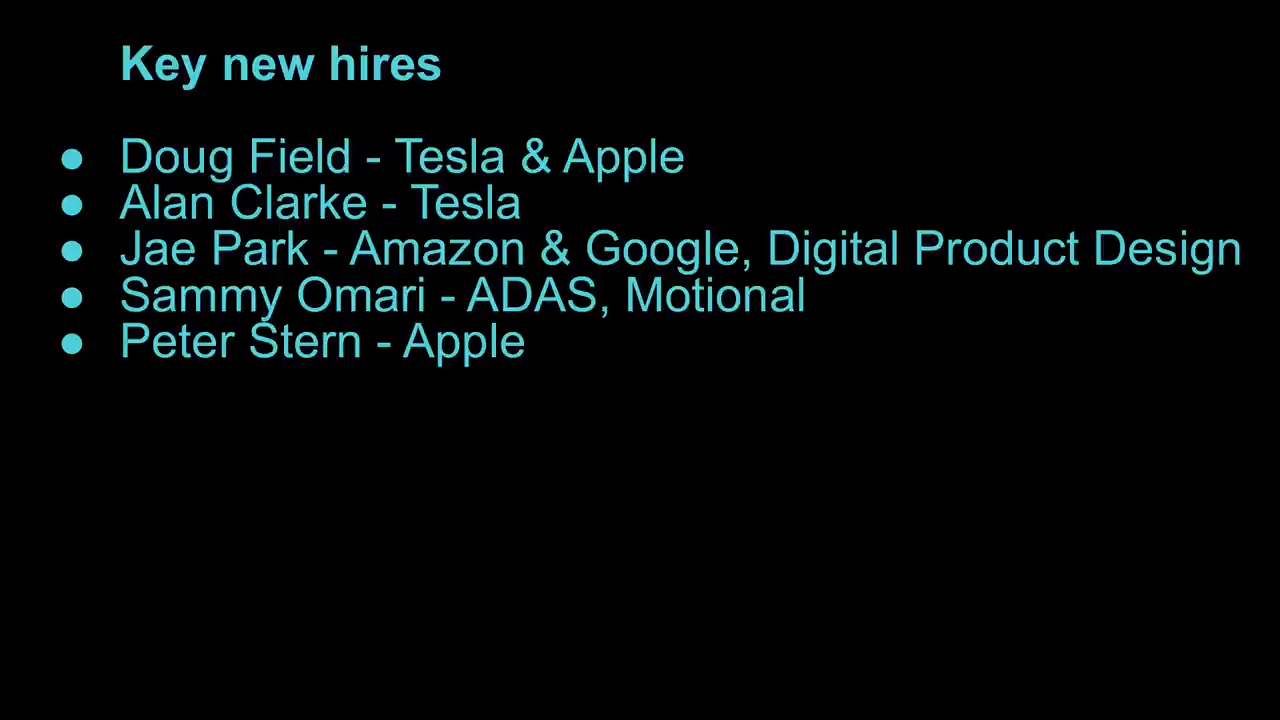 Key new hires
● Doug Field - Tesla & Apple
● Alan Clarke - Tesla
● Jae Park - Amazon & Google, Digital Product Design
● Sammy Omari - ADAS, Motional
● Peter Stern - Apple